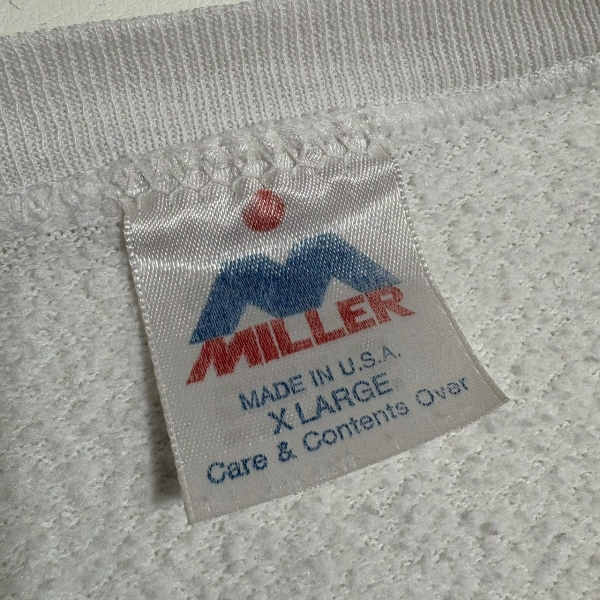 MILLER
MADE IN U.S.A.
X LARGE
Care & Contents Over